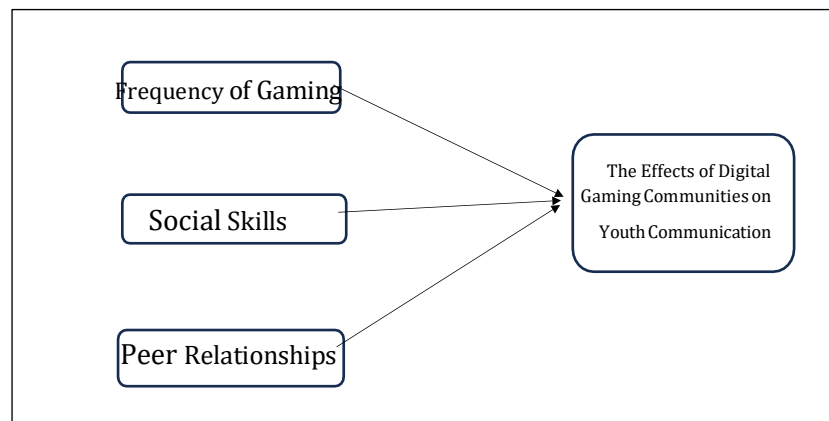 Frequency of Gaming
Social Skills
Peer Relationships
The Effects of Digital
Gaming Communities on
Youth Communication